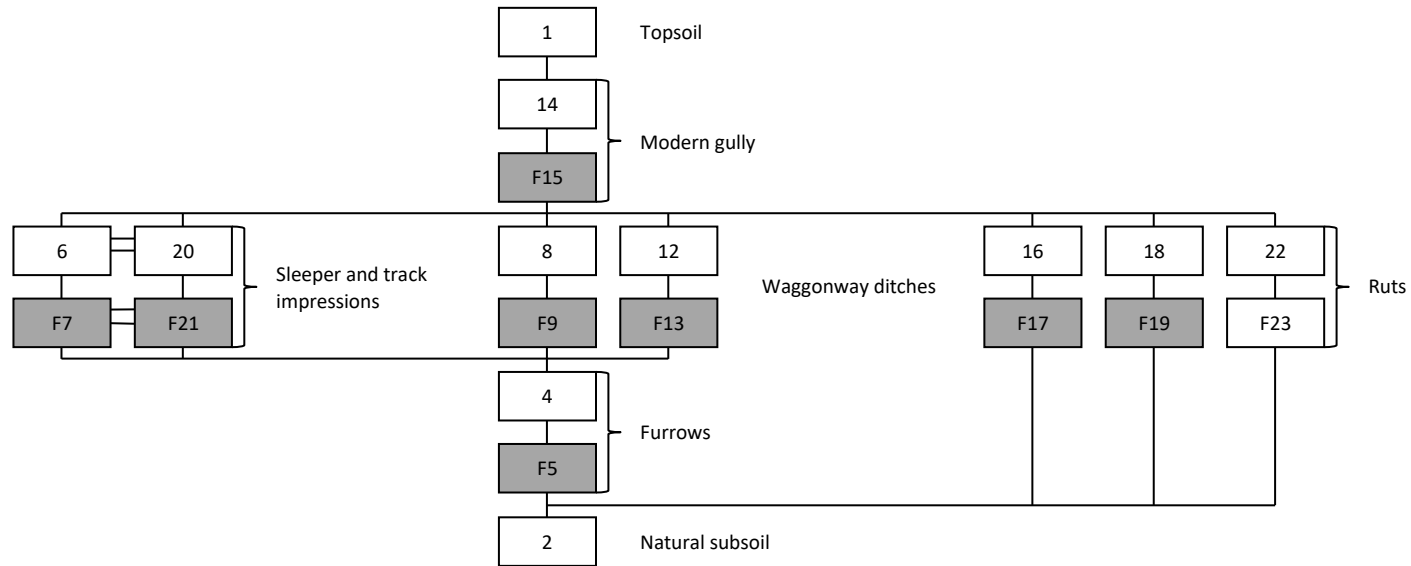 1 Topsoil
14
Modern gully
F15
6 20 8 12 16 18 22
Sleeper and track
impressions
Waggonway ditches
Ruts
F7 F21 F9 F13 F17 F19 F23
4
Furrows
F5
2 Natural subsoil